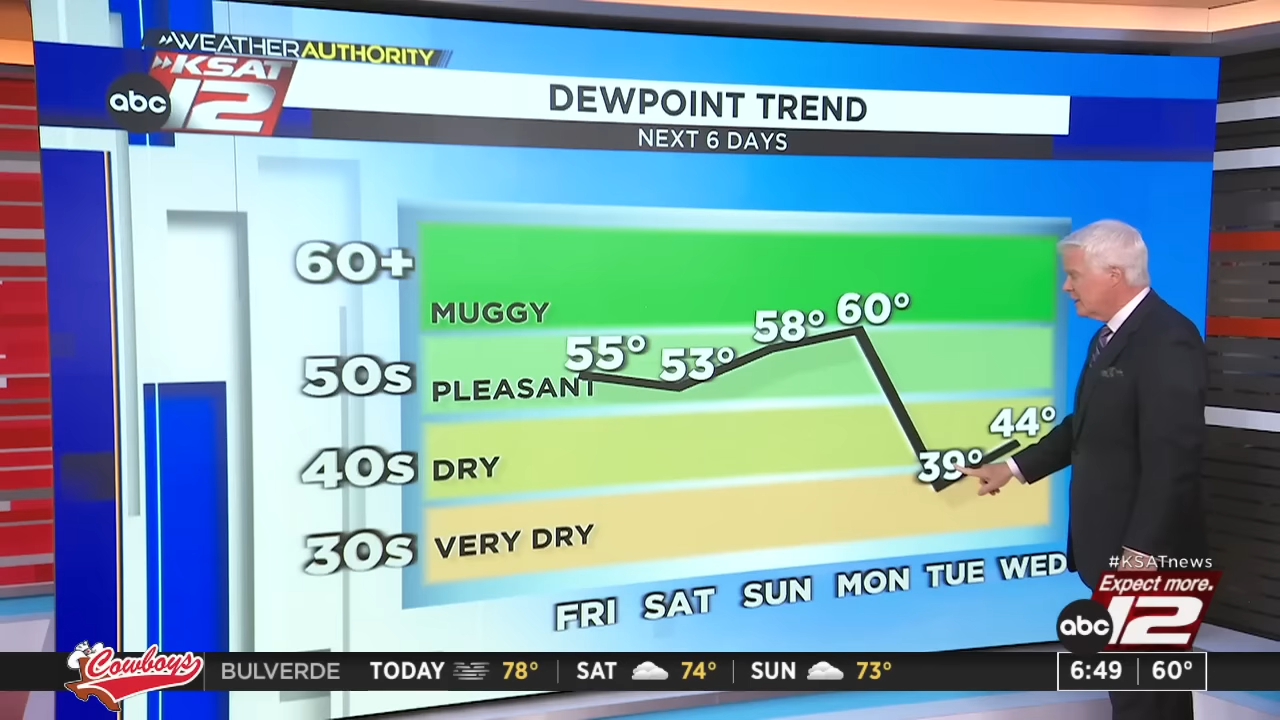 WEATHER AUTHORITY
KSAT
abc 12
DEWPOINT TREND
NEXT 6 DAYS
60+
MUGGY
55° 53° 58° 60°
50s PLEASANT
44°
40s DRY
39°
30s VERY DRY
FRI SAT SUN MON TUE WED
#KSATnews
Expect more.
abc 12
Cowboys BULVERDE TODAY 78° SAT 74° SUN 73° 6:49 60°